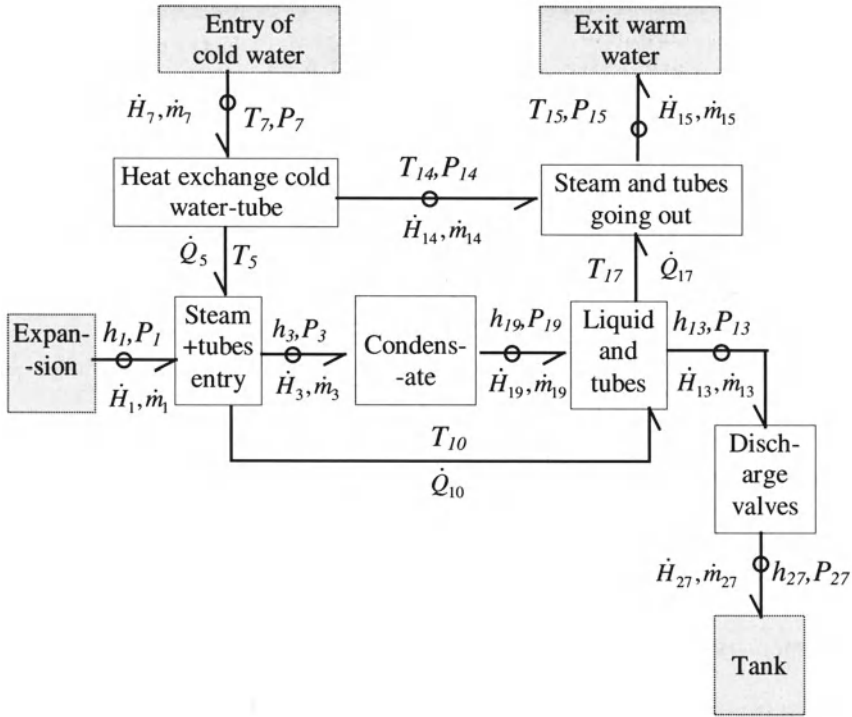 Entry of
cold water
Exit warm
water
Ḣ₇, ṁ₇
T₇, P₇
T₁₅, P₁₅
Ḣ₁₅, ṁ₁₅
Heat exchange cold
water-tube
T₁₄, P₁₄
Ḣ₁₄, ṁ₁₄
Steam and tubes
going out
Q̇₅
T₅
T₁₇
Q̇₁₇
Expan-
-sion
h₁, P₁
Ḣ₁, ṁ₁
Steam
+tubes
entry
h₃, P₃
Ḣ₃, ṁ₃
Condens-
-ate
h₁₉, P₁₉
Ḣ₁₉, ṁ₁₉
Liquid
and
tubes
h₁₃, P₁₃
Ḣ₁₃, ṁ₁₃
T₁₀
Q̇₁₀
Disch-
arge
valves
Ḣ₂₇, ṁ₂₇
h₂₇, P₂₇
Tank